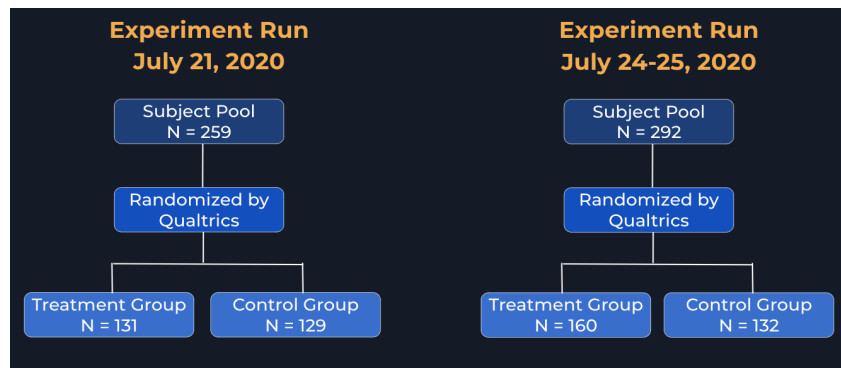 Experiment Run
July 21, 2020
Subject Pool
N = 259
Randomized by
Qualtrics
Treatment Group
N = 131
Control Group
N = 129
Experiment Run
July 24-25, 2020
Subject Pool
N = 292
Randomized by
Qualtrics
Treatment Group
N = 160
Control Group
N = 132